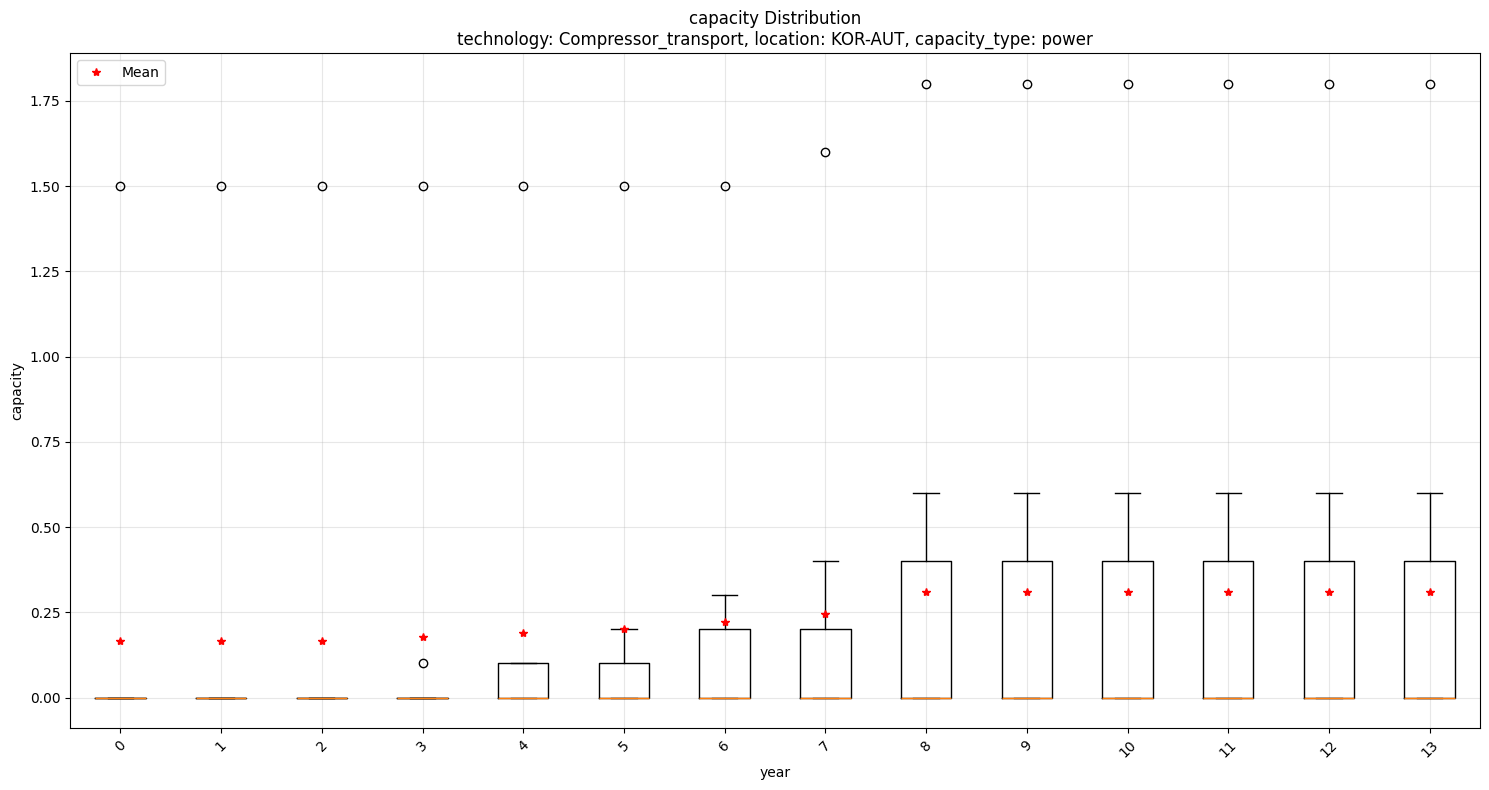 capacity Distribution
technology: Compressor_transport, location: KOR-AUT, capacity_type: power
Mean
1.75
1.50
1.25
1.00
0.75
0.50
0.25
0.00
capacity
0 1 2 3 4 5 6 7 8 9 10 11 12 13
year